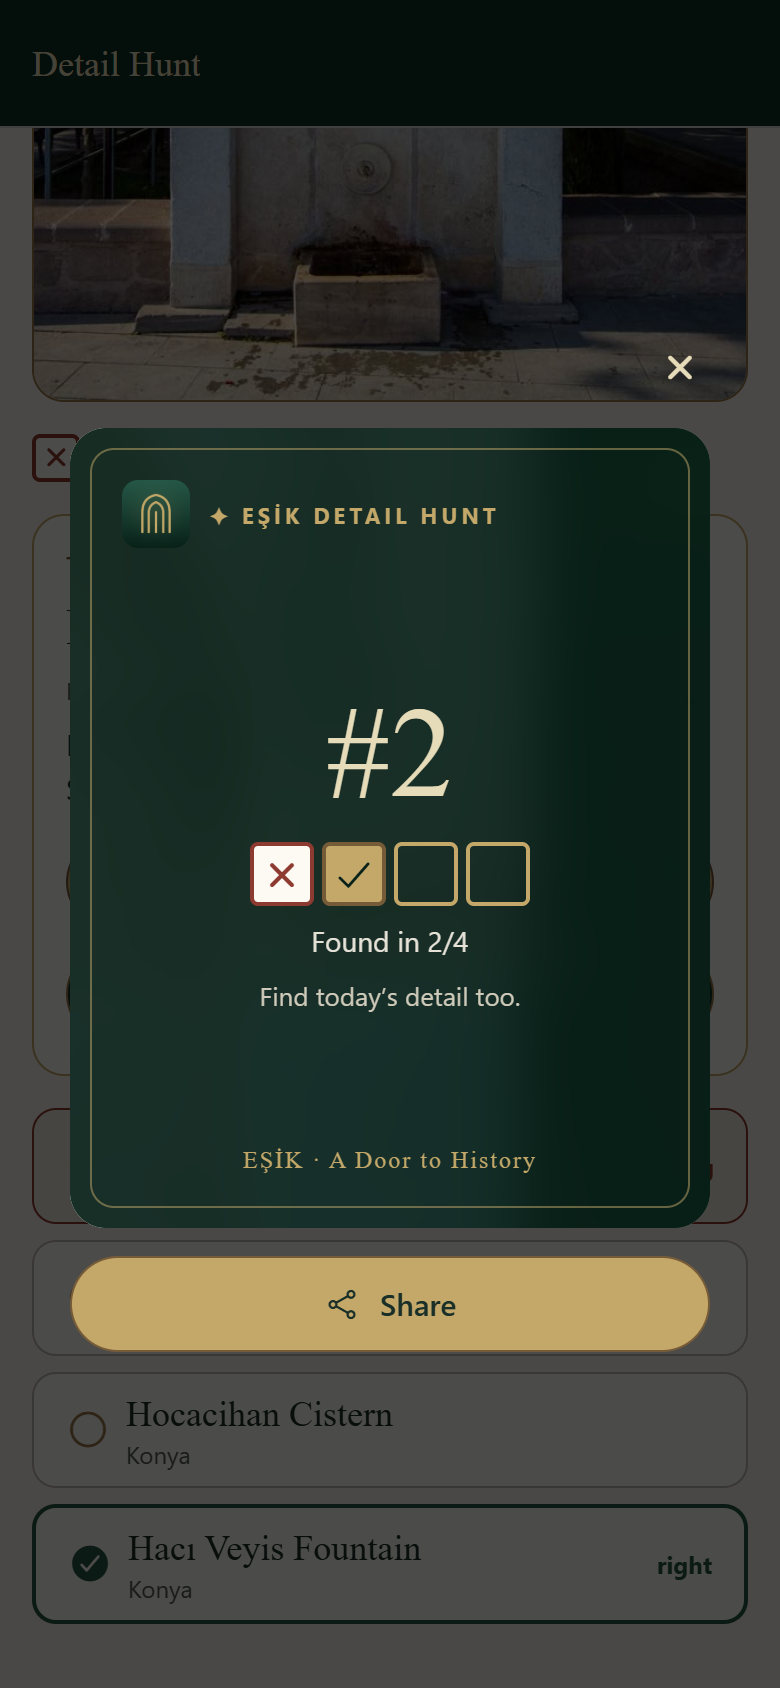 Detail Hunt
✦ EŞİK DETAIL HUNT
#2
Found in 2/4
Find today's detail too.
EŞİK · A Door to History
Share
Hocacihan Cistern
Konya
Hacı Veyis Fountain
Konya
right